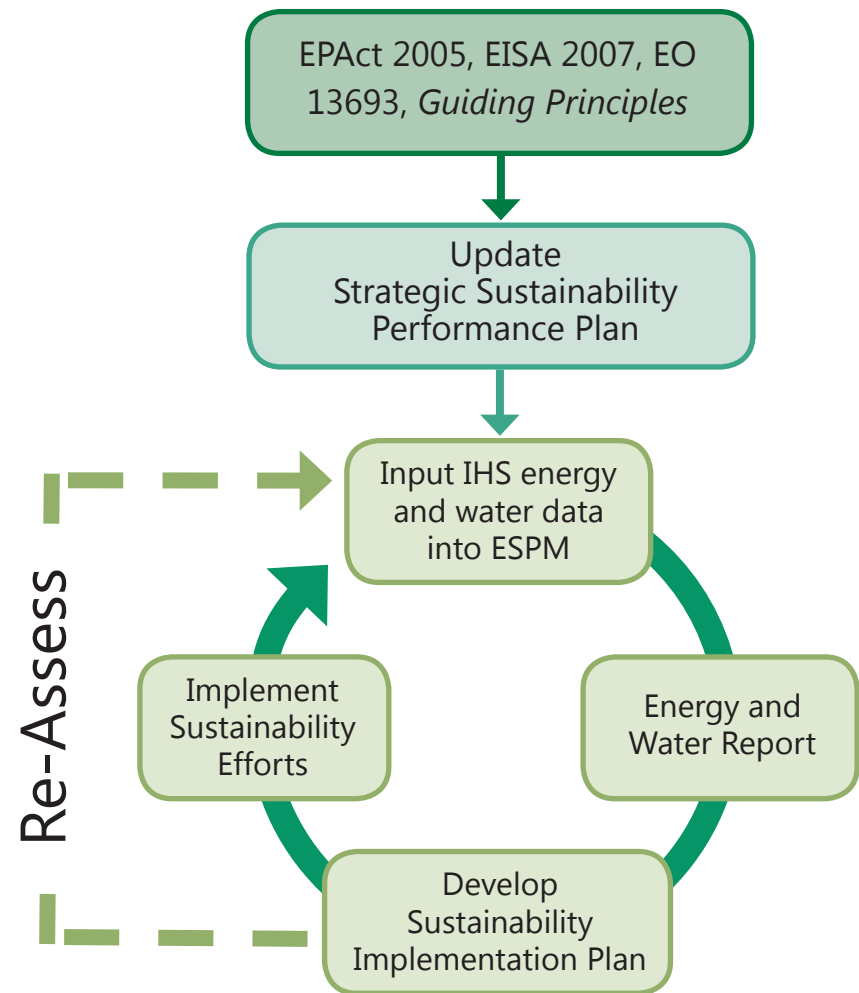 EPAct 2005, EISA 2007, EO
13693, Guiding Principles
Update
Strategic Sustainability
Performance Plan
Input IHS energy
and water data
into ESPM
Energy and
Water Report
Develop
Sustainability
Implementation Plan
Implement
Sustainability
Efforts
Re-Assess